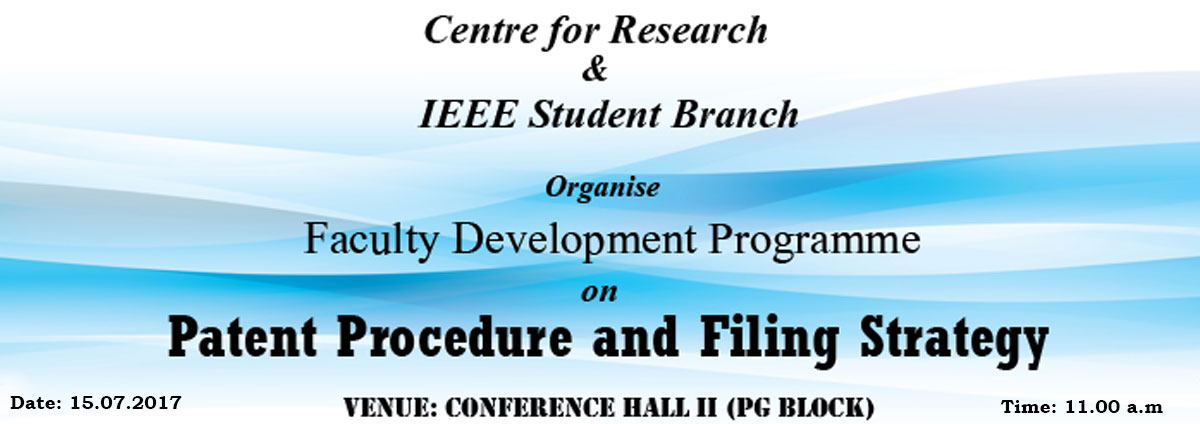 Centre for Research
&
IEEE Student Branch
Organise
Faculty Development Programme
on
Patent Procedure and Filing Strategy
Date: 15.07.2017
VENUE: CONFERENCE HALL II (PG BLOCK)
Time: 11.00 a.m